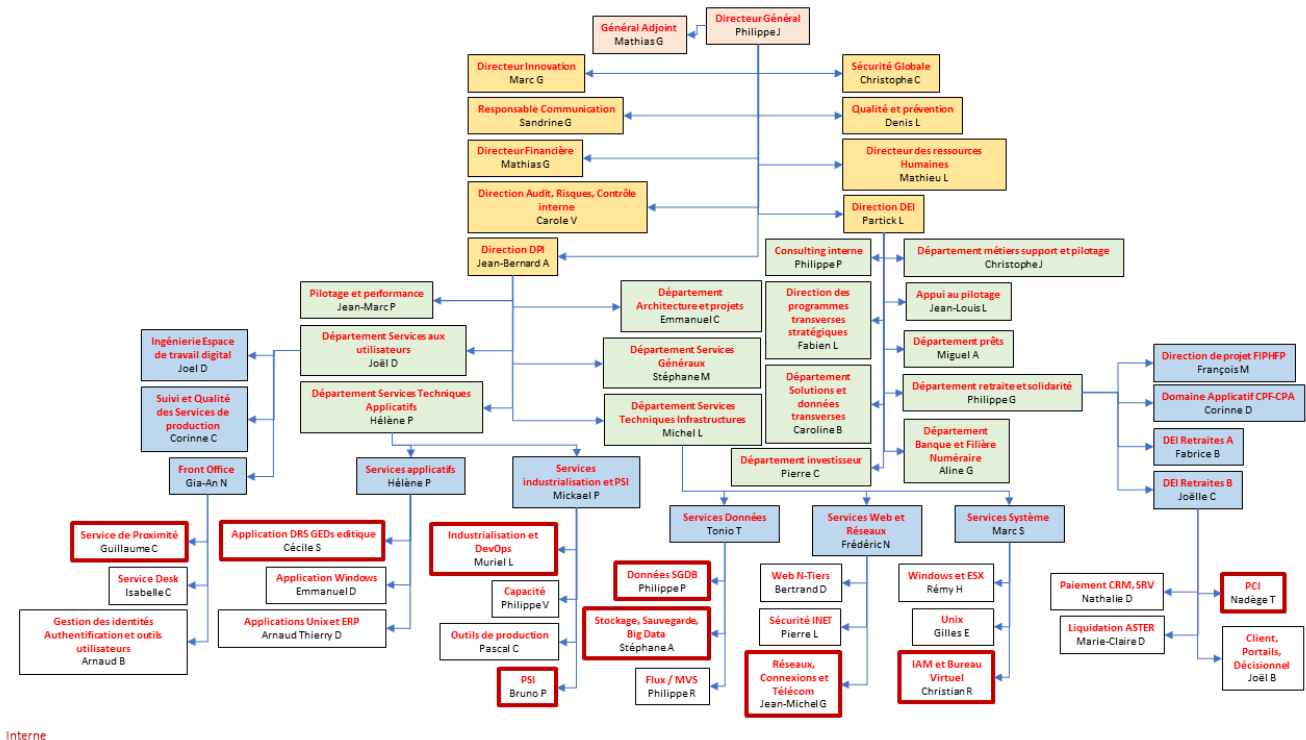 Directeur Général
Philippe J
Général Adjoint
Mathias G
Directeur Innovation
Marc G
Sécurité Globale
Christophe C
Responsable Communication
Sandrine G
Qualité et prévention
Denis L
Directeur Financière
Mathias G
Directeur des ressources
Humaines
Mathieu L
Direction Audit, Risques, Contrôle
interne
Carole V
Direction DEI
Partick L
Direction DPI
Jean-Bernard A
Consulting interne
Philippe P
Département métiers support et pilotage
Christophe J
Pilotage et performance
Jean-Marc P
Département
Architecture et projets
Emmanuel C
Direction des
programmes
transverses
stratégiques
Fabien L
Appui au pilotage
Jean-Louis L
Ingénierie Espace
de travail digital
Joel D
Département Services aux
utilisateurs
Joël D
Département Services
Généraux
Stéphane M
Département prêts
Miguel A
Direction de projet FIPHFP
François M
Suivi et Qualité
des Services de
production
Corinne C
Département Services Techniques
Applicatifs
Hélène P
Département Services
Techniques Infrastructures
Michel L
Département
Solutions et
données
transverses
Caroline B
Département retraite et solidarité
Philippe G
Domaine Applicatif CPF-CPA
Corinne D
Département
Banque et Filière
Numéraire
Aline G
DEI Retraites A
Fabrice B
Front Office
Gia-An N
Services applicatifs
Hélène P
Services
industrialisation et PSI
Mickael P
Département investisseur
Pierre C
DEI Retraites B
Joëlle C
Services Données
Tonio T
Services Web et
Réseaux
Frédéric N
Services Système
Marc S
Service de Proximité
Guillaume C
Application DRS GEDs editique
Cécile S
Industrialisation et
DevOps
Muriel L
Données SGDB
Philippe P
Web N-Tiers
Bertrand D
Windows et ESX
Rémy H
Paiement CRM, SRV
Nathalie D
PCI
Nadège T
Service Desk
Isabelle C
Application Windows
Emmanuel D
Capacité
Philippe V
Stockage, Sauvegarde,
Big Data
Stéphane A
Sécurité INET
Pierre L
Unix
Gilles E
Liquidation ASTER
Marie-Claire D
Gestion des identités
Authentification et outils
utilisateurs
Arnaud B
Applications Unix et ERP
Arnaud Thierry D
Outils de production
Pascal C
Client,
Portails,
Décisionnel
Joël B
PSI
Bruno P
Flux / MVS
Philippe R
Réseaux,
Connexions et
Télécom
Jean-Michel G
IAM et Bureau
Virtuel
Christian R
Interne